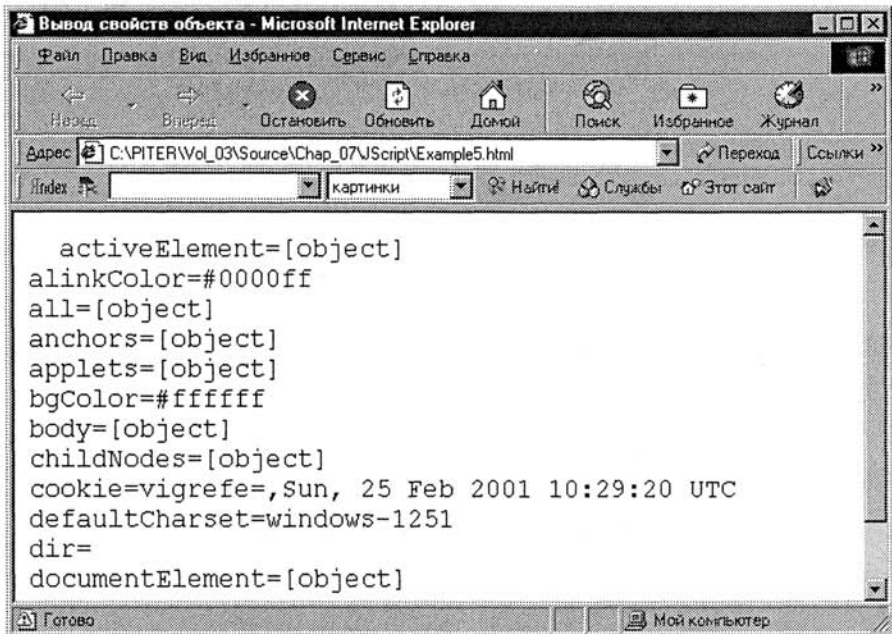 Вывод свойств объекта - Microsoft Internet Explorer
Файл Правка Вид Избранное Сервис Справка
Назад Вперед Остановить Обновить Домой Поиск Избранное Журнал »
Адрес C:\PITER\Vol_03\Source\Chap_07\JScript\Example5.html Переход Ссылки »
Яndex картинки Найти! Службы Этот сайт
activeElement=[object]
alinkColor=#0000ff
all=[object]
anchors=[object]
applets=[object]
bgColor=#ffffff
body=[object]
childNodes=[object]
cookie=vigrefe=,Sun, 25 Feb 2001 10:29:20 UTC
defaultCharset=windows-1251
dir=
documentElement=[object]
Готово Мой компьютер